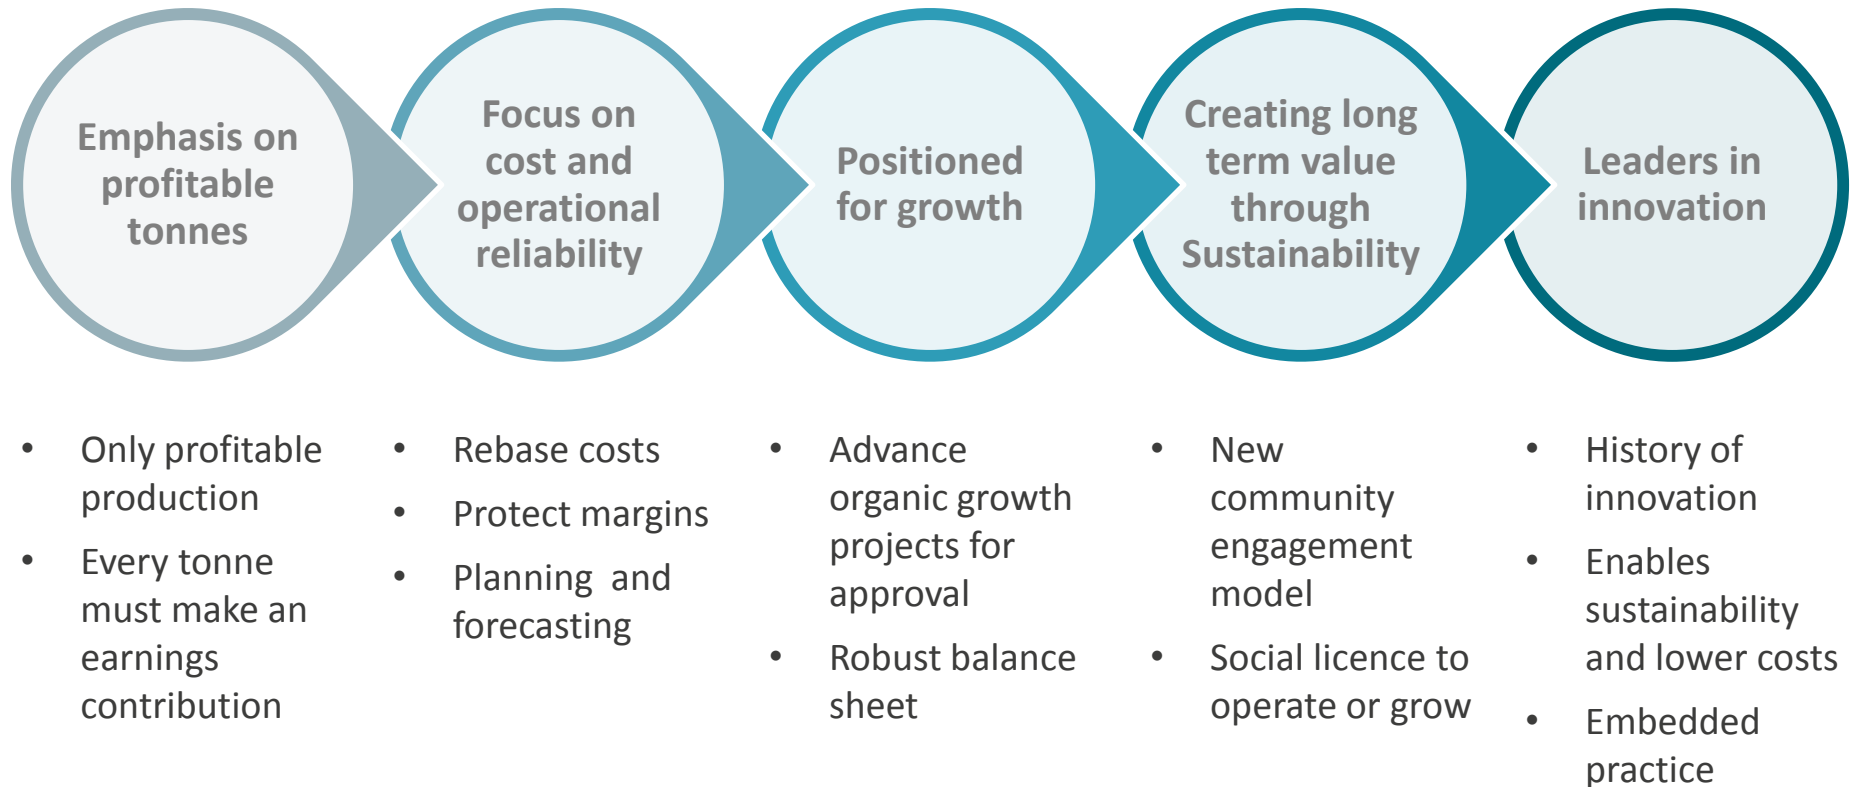 Emphasis on
profitable
tonnes
Focus on
cost and
operational
reliability
Positioned
for growth
Creating long
term value
through
Sustainability
Leaders in
innovation
• Only profitable
production
• Every tonne
must make an
earnings
contribution
• Rebase costs
• Protect margins
• Planning  and
forecasting
• Advance
organic growth
projects for
approval
• Robust balance
sheet
• New
community
engagement
model
• Social licence to
operate or grow
• History of
innovation
• Enables
sustainability
and lower costs
• Embedded
practice